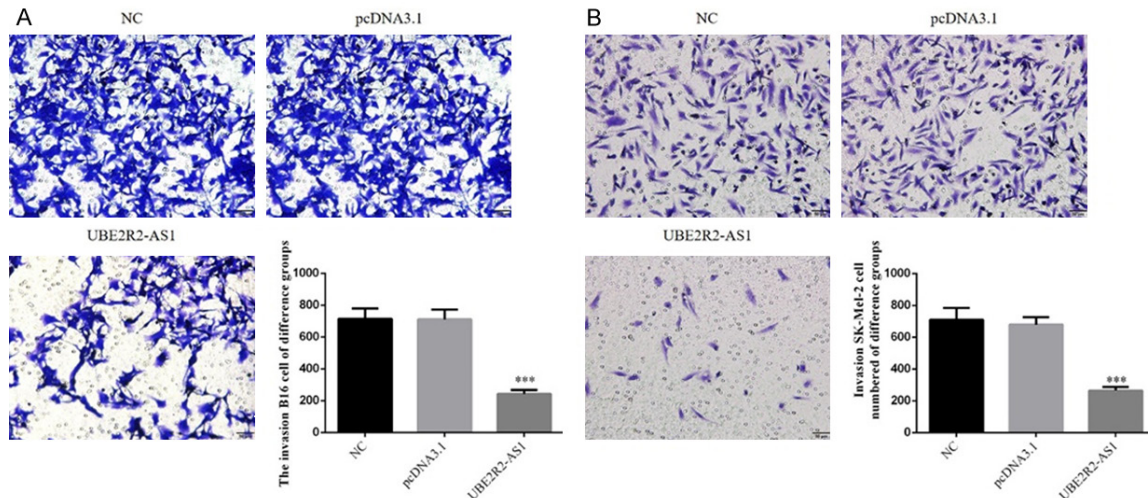 A
NC
pcDNA3.1
UBE2R2-AS1
The invasion B16 cell of difference groups
1000
800
600
400
200
0
***
NC
pcDNA3.1
UBE2R2-AS1
B
NC
pcDNA3.1
UBE2R2-AS1
Invasion SK-Mel-2 cell
numbered of difference groups
1000
800
600
400
200
0
***
NC
pcDNA3.1
UBE2R2-AS1